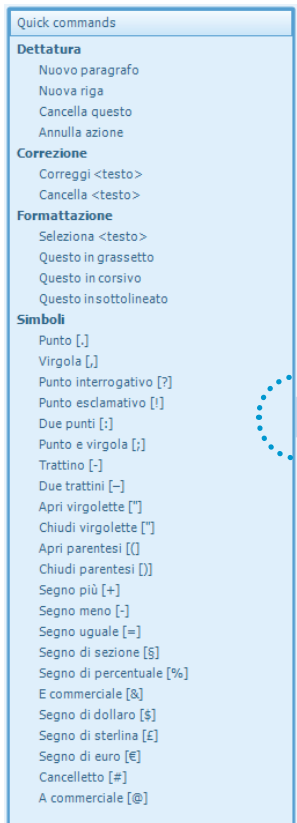 Quick commands
Dettatura
Nuovo paragrafo
Nuova riga
Cancella questo
Annulla azione
Correzione
Correggi <testo>
Cancella <testo>
Formattazione
Seleziona <testo>
Questo in grassetto
Questo in corsivo
Questo in sottolineato
Simboli
Punto [.]
Virgola [,]
Punto interrogativo [?]
Punto esclamativo [!]
Due punti [:]
Punto e virgola [;]
Trattino [-]
Due trattini [–]
Apri virgolette ["]
Chiudi virgolette ["]
Apri parentesi [(]
Chiudi parentesi [)]
Segno più [+]
Segno meno [-]
Segno uguale [=]
Segno di sezione [§]
Segno di percentuale [%]
E commerciale [&]
Segno di dollaro [$]
Segno di sterlina [£]
Segno di euro [€]
Cancelletto [#]
A commerciale [@]